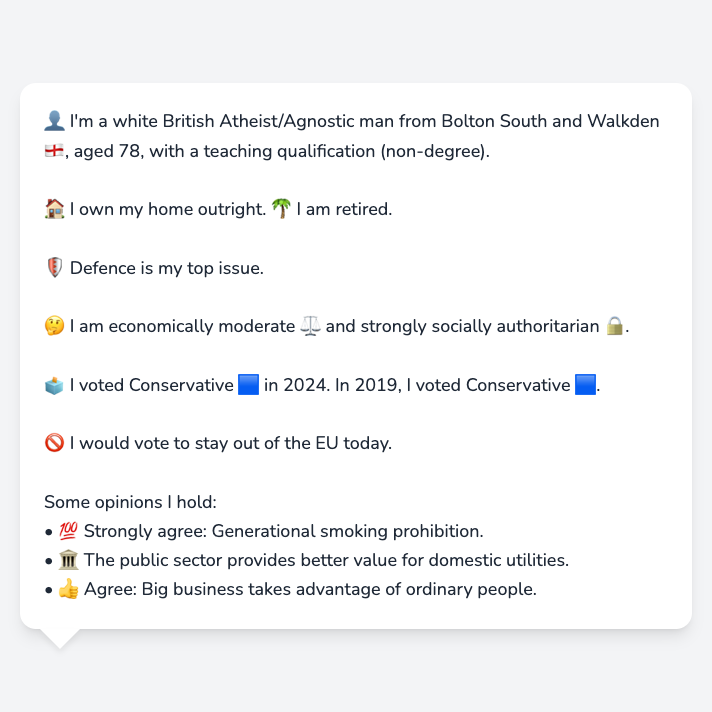 👤 I'm a white British Atheist/Agnostic man from Bolton South and Walkden
🏴󠁧󠁢󠁥󠁮󠁧󠁿, aged 78, with a teaching qualification (non-degree).
🏠 I own my home outright. 🌴 I am retired.
🛡️ Defence is my top issue.
🤔 I am economically moderate ⚖️ and strongly socially authoritarian 🔒.
🗳️ I voted Conservative 🟦 in 2024. In 2019, I voted Conservative 🟦.
🚫 I would vote to stay out of the EU today.
Some opinions I hold:
• 💯 Strongly agree: Generational smoking prohibition.
• 🏛️ The public sector provides better value for domestic utilities.
• 👍 Agree: Big business takes advantage of ordinary people.